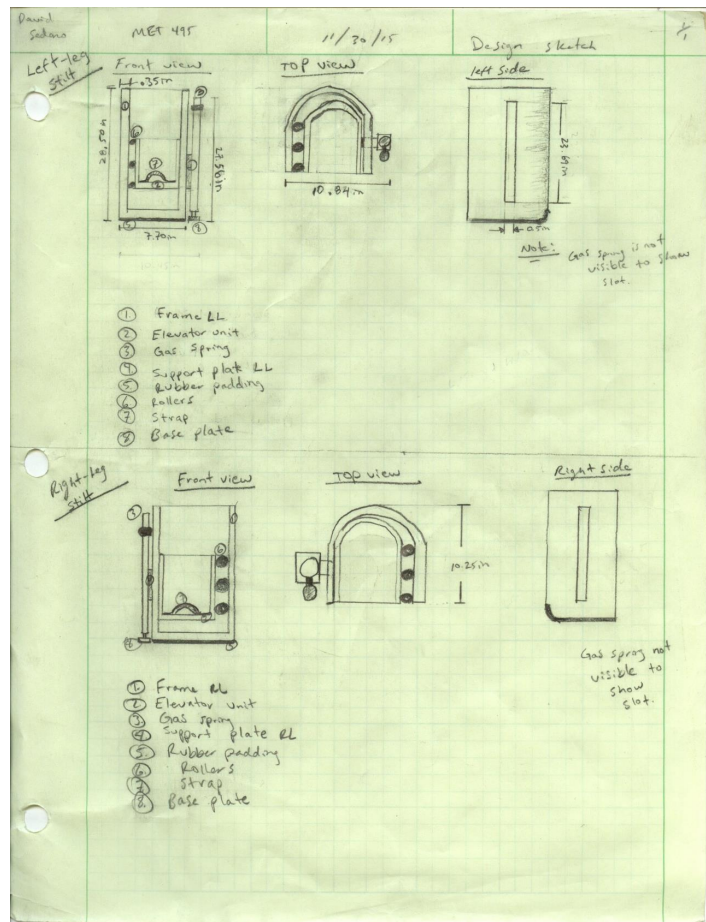 David
Sedano
MET 495
11/30/15
Design sketch
1/1
Left-leg
stilt
Front view
TOP view
left side
.35in
28.50in
27.56in
7.70in
10.84in
23.69in
0.5in
Note: Gas spring is not
visible to show
slot.
① Frame LL
② Elevator unit
③ Gas Spring
④ Support plate LL
⑤ Rubber padding
⑥ Rollers
⑦ Strap
⑧ Base plate
Right-leg
stilt
Front view
TOP view
Right side
10.25in
Gas spring not
visible to
show
slot.
① Frame RL
② Elevator unit
③ Gas spring
④ Support plate RL
⑤ Rubber padding
⑥ Rollers
⑦ Strap
⑧ Base plate